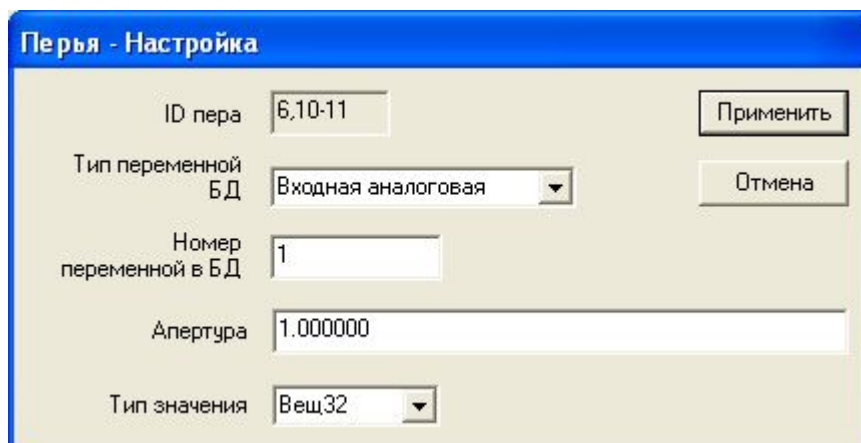 Перья - Настройка
ID пера
6,10-11
Применить
Тип переменной
БД
Входная аналоговая
Отмена
Номер
переменной в БД
1
Апертура
1.000000
Тип значения
Вещ32